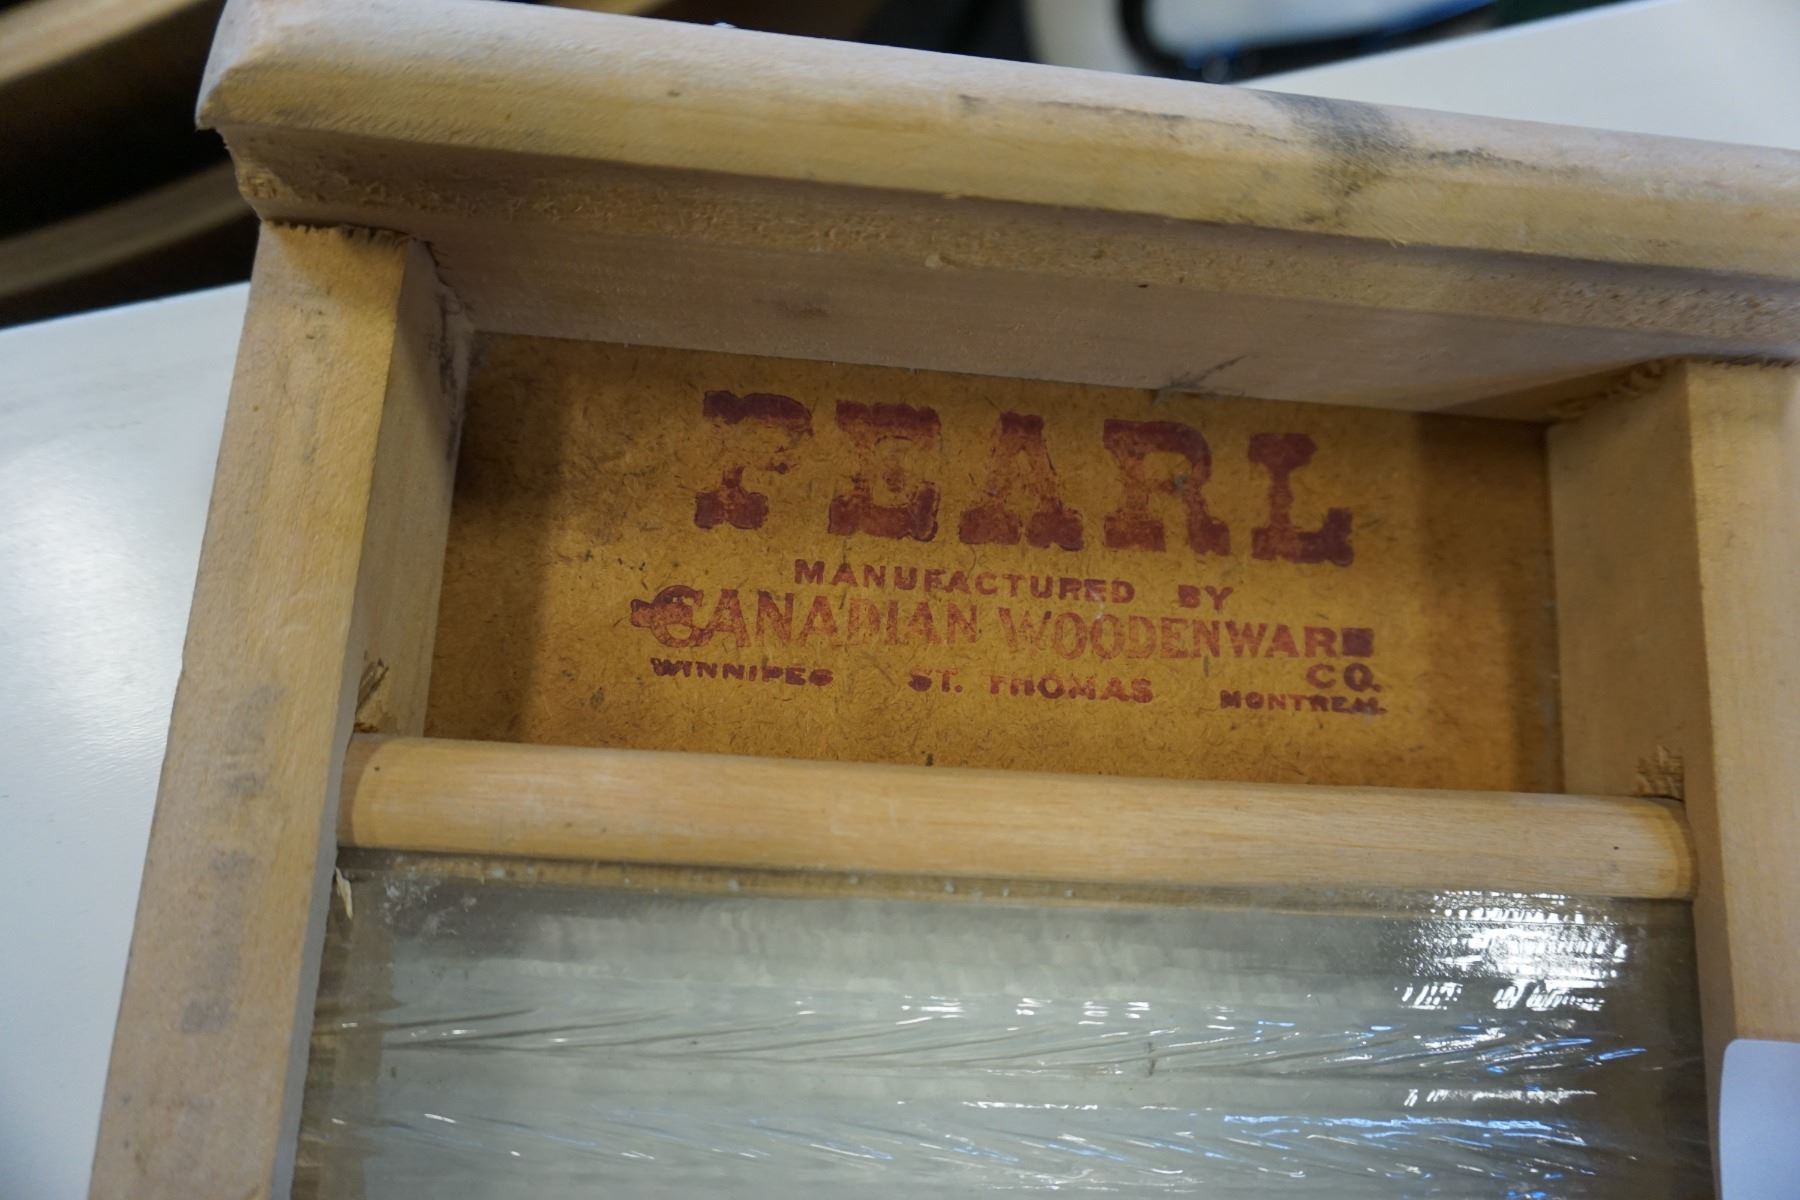 PEARL
MANUFACTURED BY
CANADIAN WOODENWARE CO.
WINNIPEG ST. THOMAS MONTREAL